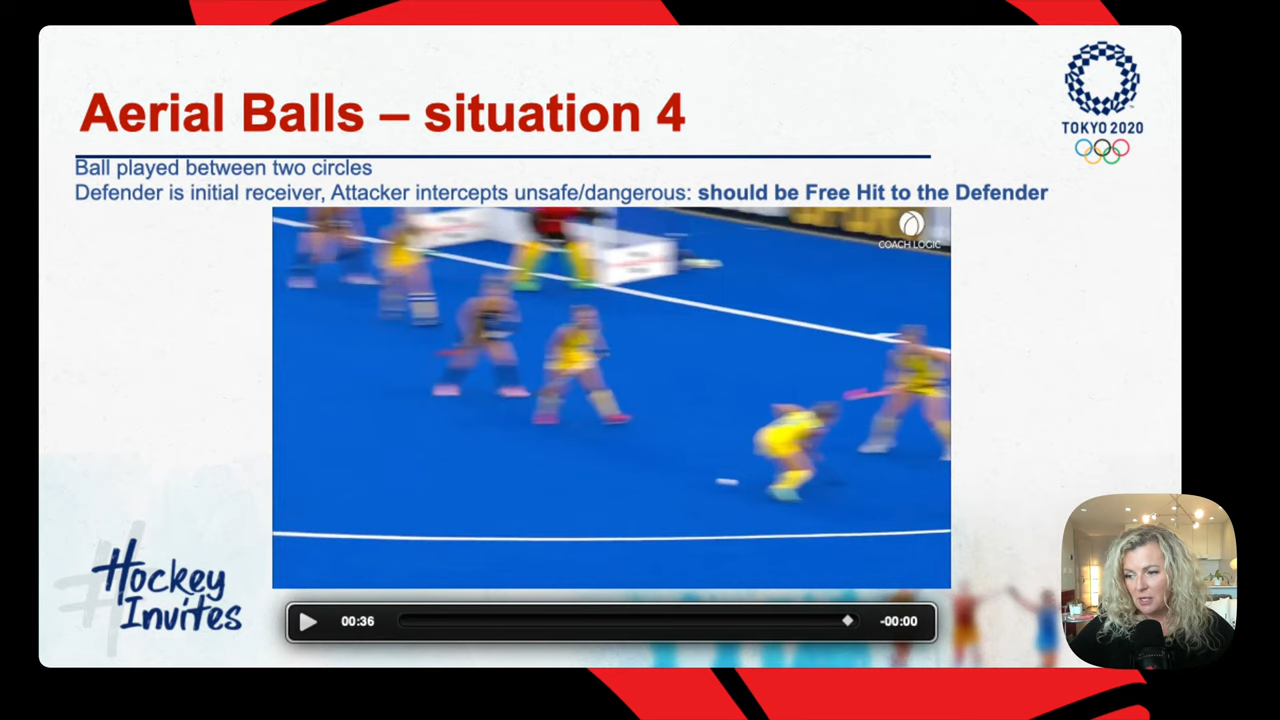 Aerial Balls – situation 4
TOKYO 2020
Ball played between two circles
Defender is initial receiver, Attacker intercepts unsafe/dangerous: should be Free Hit to the Defender
COACH LOGIC
#Hockey
Invites
00:36
-00:00